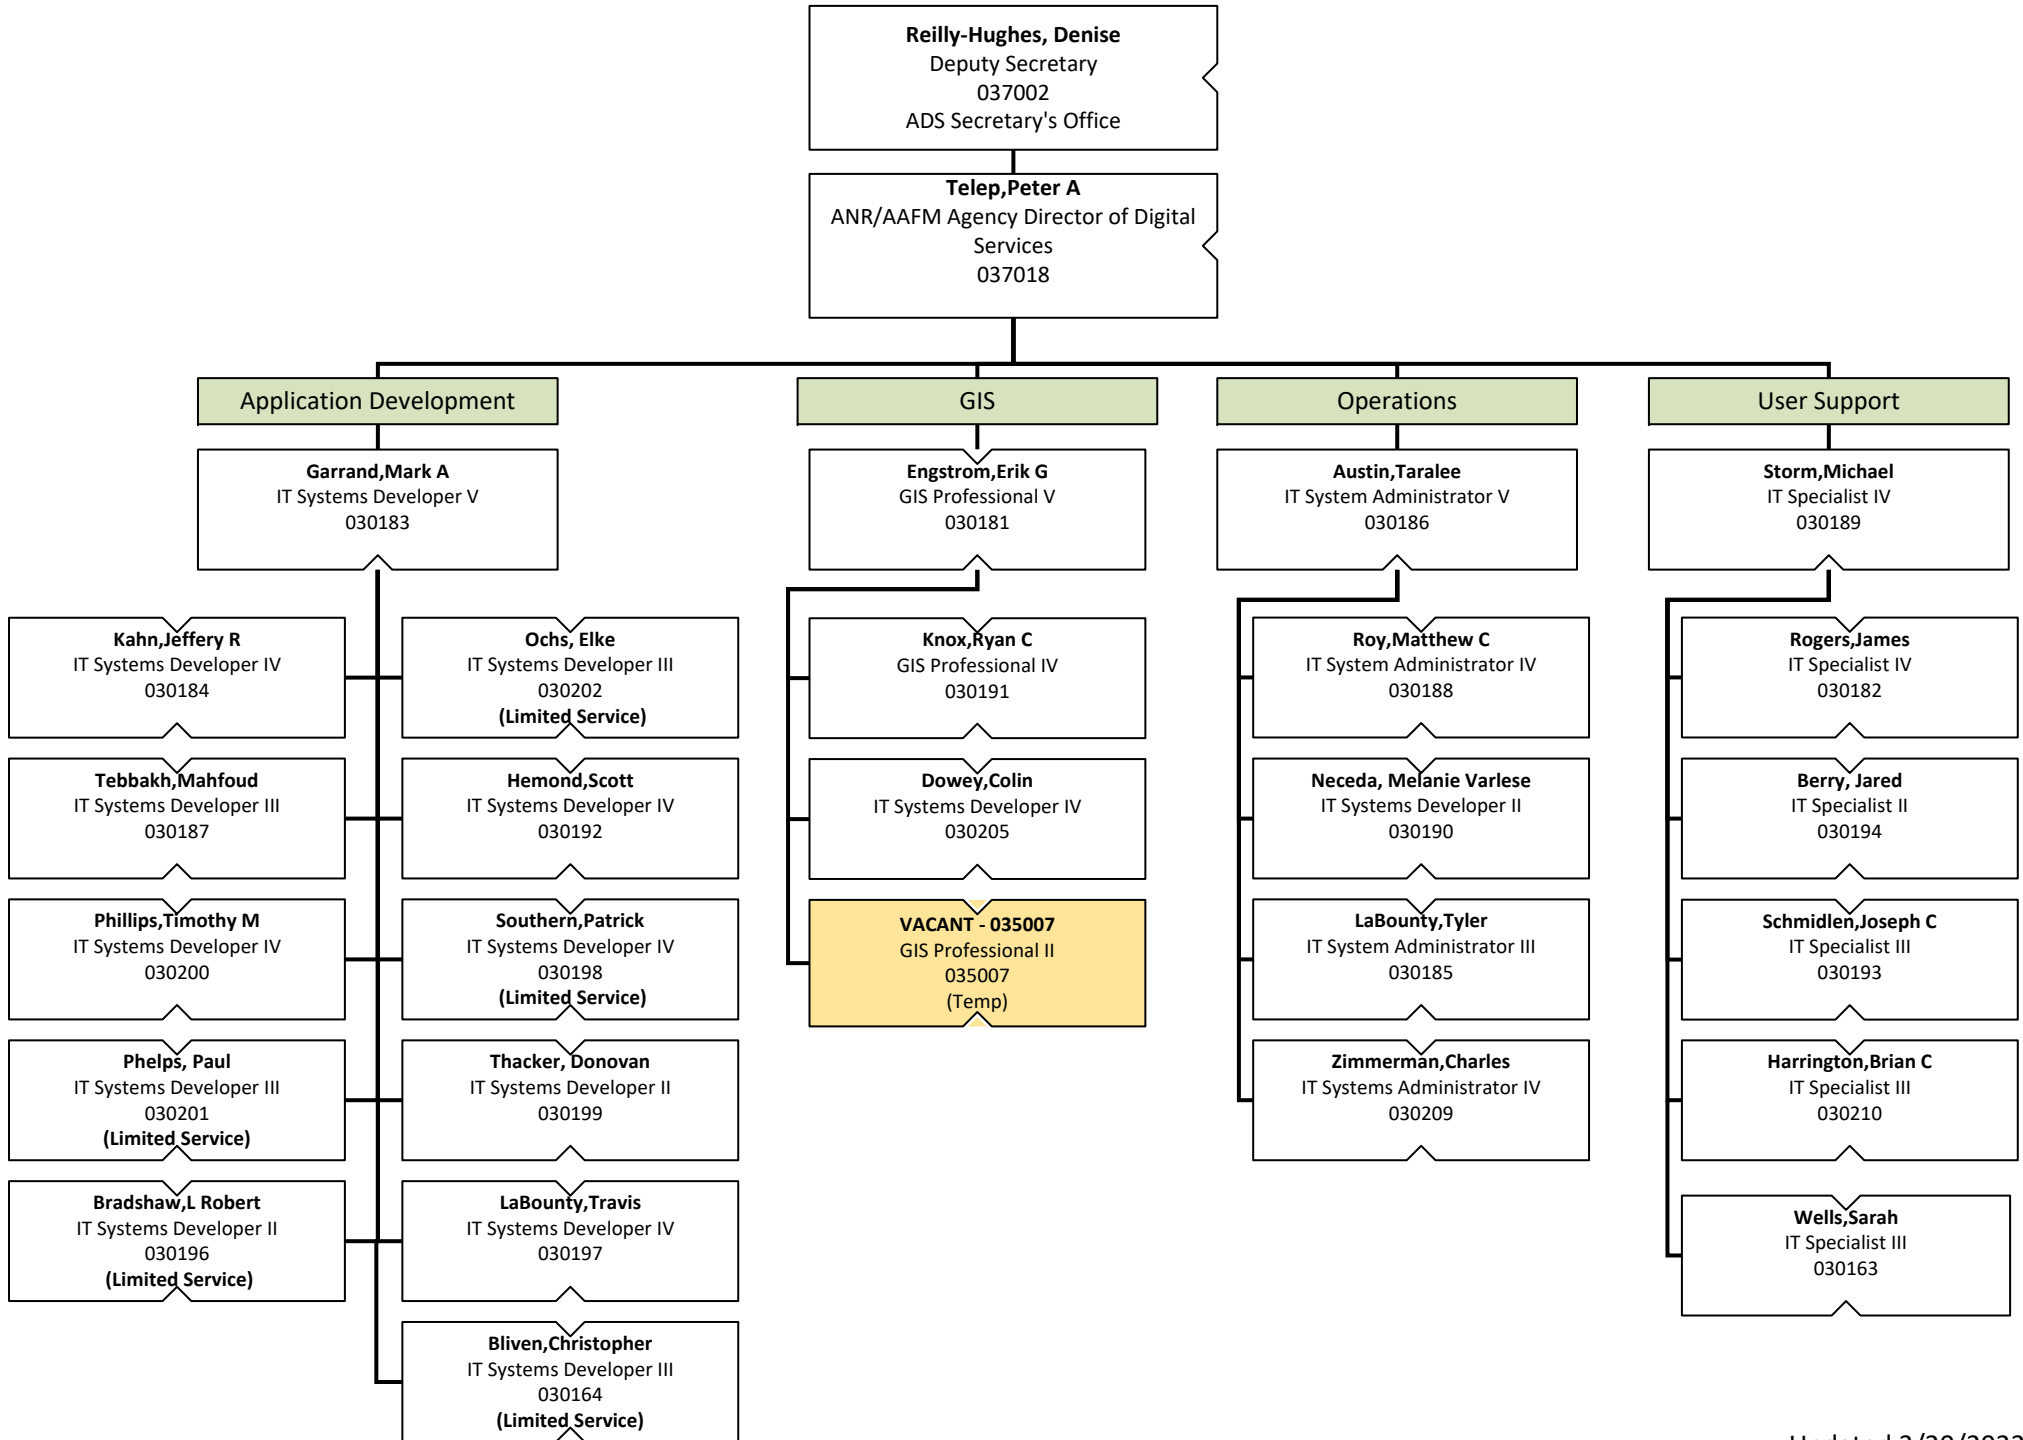 Reilly-Hughes, Denise
Deputy Secretary
037002
ADS Secretary's Office
Telep,Peter A
ANR/AAFM Agency Director of Digital
Services
037018
Application Development
GIS
Operations
User Support
Garrand,Mark A
IT Systems Developer V
030183
Engstrom,Erik G
GIS Professional V
030181
Austin,Taralee
IT System Administrator V
030186
Storm,Michael
IT Specialist IV
030189
Kahn,Jeffery R
IT Systems Developer IV
030184
Ochs, Elke
IT Systems Developer III
030202
(Limited Service)
Knox,Ryan C
GIS Professional IV
030191
Roy,Matthew C
IT System Administrator IV
030188
Rogers,James
IT Specialist IV
030182
Tebbakh,Mahfoud
IT Systems Developer III
030187
Hemond,Scott
IT Systems Developer IV
030192
Dowey,Colin
IT Systems Developer IV
030205
Neceda, Melanie Varlese
IT Systems Developer II
030190
Berry, Jared
IT Specialist II
030194
Phillips,Timothy M
IT Systems Developer IV
030200
Southern,Patrick
IT Systems Developer IV
030198
(Limited Service)
VACANT - 035007
GIS Professional II
035007
(Temp)
LaBounty,Tyler
IT System Administrator III
030185
Schmidlen,Joseph C
IT Specialist III
030193
Phelps, Paul
IT Systems Developer III
030201
(Limited Service)
Thacker, Donovan
IT Systems Developer II
030199
Zimmerman,Charles
IT Systems Administrator IV
030209
Harrington,Brian C
IT Specialist III
030210
Bradshaw,L Robert
IT Systems Developer II
030196
(Limited Service)
LaBounty,Travis
IT Systems Developer IV
030197
Wells,Sarah
IT Specialist III
030163
Bliven,Christopher
IT Systems Developer III
030164
(Limited Service)